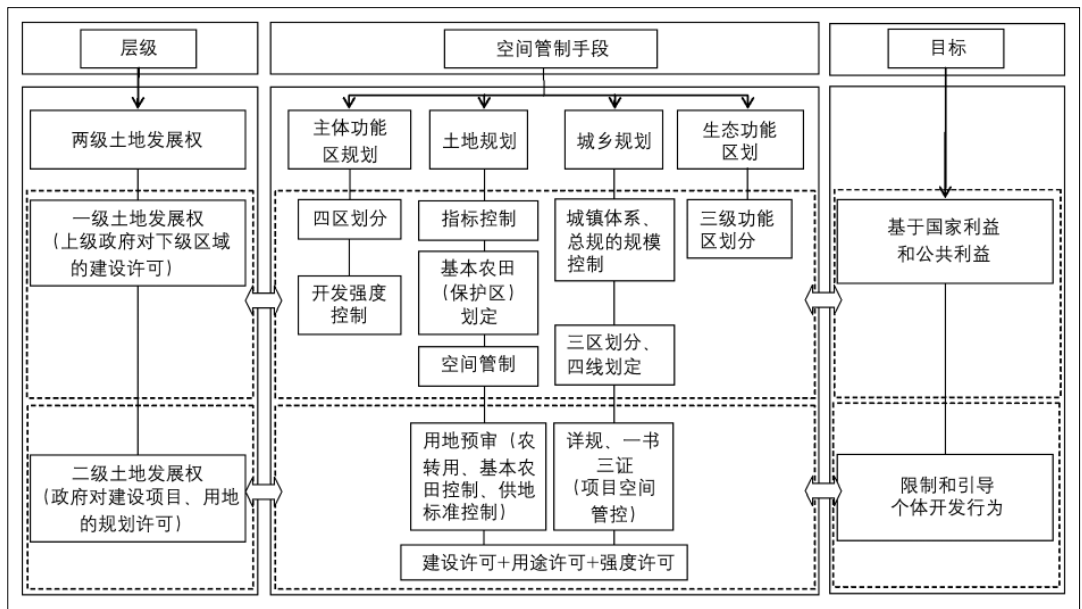 层级
空间管制手段
目标
两级土地发展权
主体功能
区规划
土地规划
城乡规划
生态功能
区划
一级土地发展权
(上级政府对下级区域
的建设许可)
四区划分
开发强度
控制
指标控制
基本农田
(保护区)
划定
空间管制
城镇体系、
总规的规模
控制
三区划分、
四线划定
三级功能
区划分
基于国家利益
和公共利益
二级土地发展权
(政府对建设项目、用地
的规划许可)
用地预审(农
转用、基本农
田控制、供地
标准控制)
详规、一书
三证
(项目空间
管控)
建设许可+用途许可+强度许可
限制和引导
个体开发行为